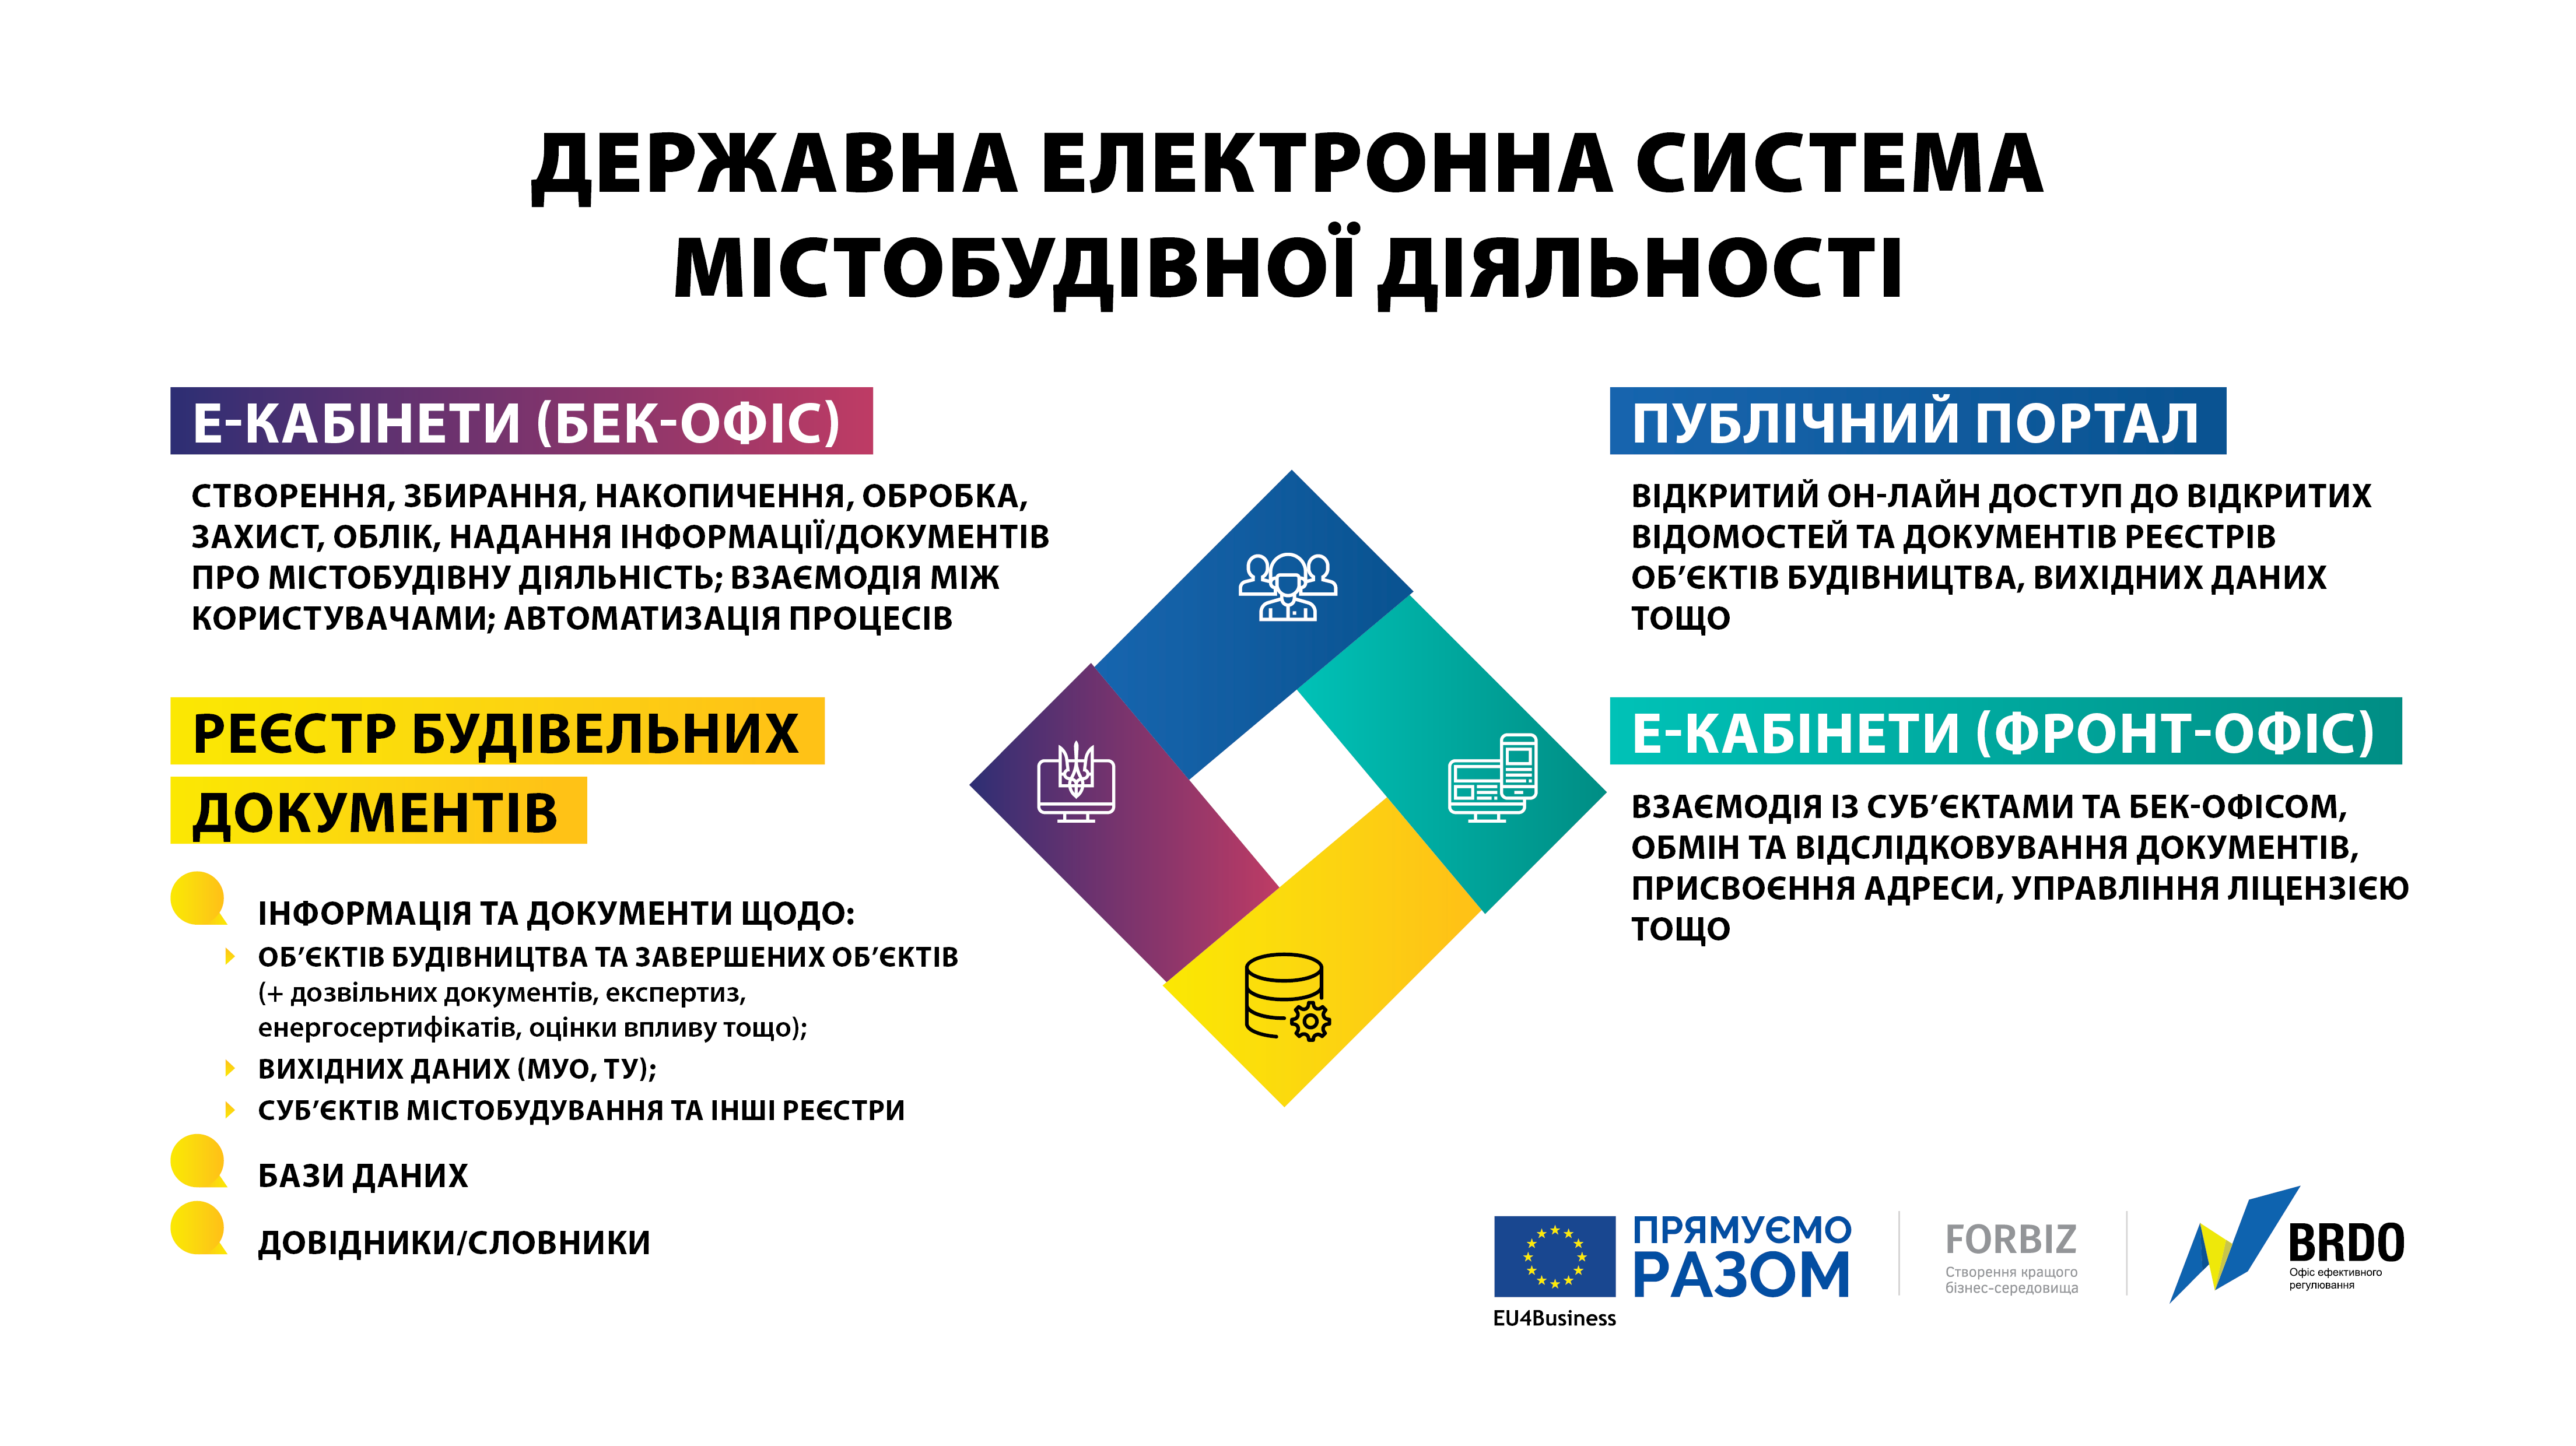 ДЕРЖАВНА ЕЛЕКТРОННА СИСТЕМА
МІСТОБУДІВНОЇ ДІЯЛЬНОСТІ
Е-КАБІНЕТИ (БЕК-ОФІС)
СТВОРЕННЯ, ЗБИРАННЯ, НАКОПИЧЕННЯ, ОБРОБКА,
ЗАХИСТ, ОБЛІК, НАДАННЯ ІНФОРМАЦІЇ/ДОКУМЕНТІВ
ПРО МІСТОБУДІВНУ ДІЯЛЬНІСТЬ; ВЗАЄМОДІЯ МІЖ
КОРИСТУВАЧАМИ; АВТОМАТИЗАЦІЯ ПРОЦЕСІВ
РЕЄСТР БУДІВЕЛЬНИХ
ДОКУМЕНТІВ
ІНФОРМАЦІЯ ТА ДОКУМЕНТИ ЩОДО:
ОБ’ЄКТІВ БУДІВНИЦТВА ТА ЗАВЕРШЕНИХ ОБ’ЄКТІВ
(+ дозвільних документів, експертиз,
енергосертифікатів, оцінки впливу тощо);
ВИХІДНИХ ДАНИХ (МУО, ТУ);
СУБ’ЄКТІВ МІСТОБУДУВАННЯ ТА ІНШІ РЕЄСТРИ
БАЗИ ДАНИХ
ДОВІДНИКИ/СЛОВНИКИ
ПУБЛІЧНИЙ ПОРТАЛ
ВІДКРИТИЙ ОН-ЛАЙН ДОСТУП ДО ВІДКРИТИХ
ВІДОМОСТЕЙ ТА ДОКУМЕНТІВ РЕЄСТРІВ
ОБ’ЄКТІВ БУДІВНИЦТВА, ВИХІДНИХ ДАНИХ
ТОЩО
Е-КАБІНЕТИ (ФРОНТ-ОФІС)
ВЗАЄМОДІЯ ІЗ СУБ’ЄКТАМИ ТА БЕК-ОФІСОМ,
ОБМІН ТА ВІДСЛІДКОВУВАННЯ ДОКУМЕНТІВ,
ПРИСВОЄННЯ АДРЕСИ, УПРАВЛІННЯ ЛІЦЕНЗІЄЮ
ТОЩО
ПРЯМУЄМО
РАЗОМ
EU4Business
FORBIZ
Створення кращого
бізнес-середовища
BRDO
Офіс ефективного
регулювання